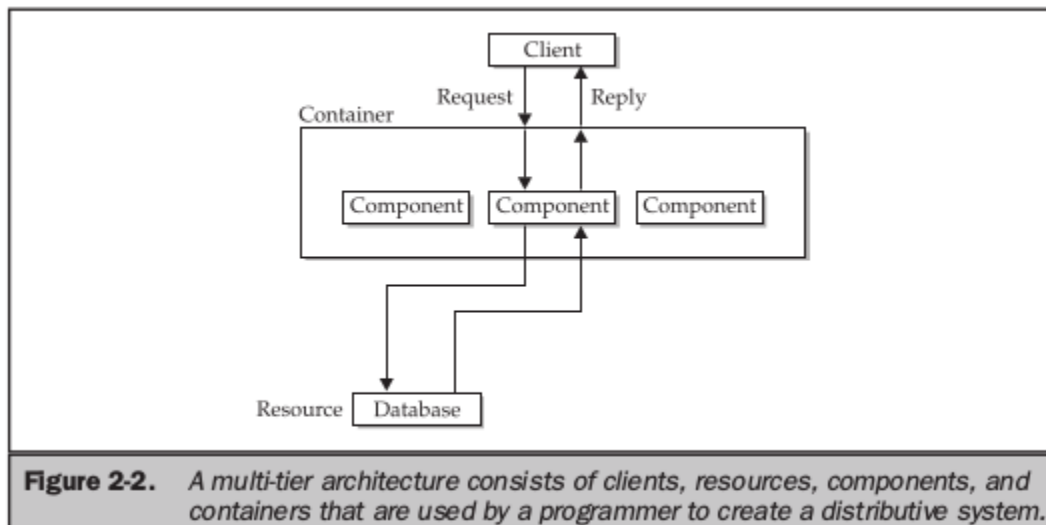 Client
Request
Reply
Container
Component
Component
Component
Resource
Database
Figure 2-2. A multi-tier architecture consists of clients, resources, components, and
containers that are used by a programmer to create a distributive system.